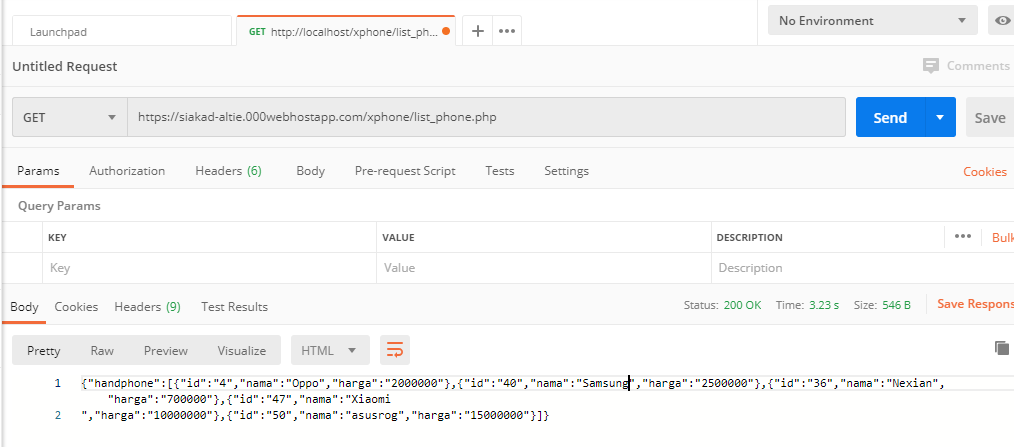 Launchpad
GET http://localhost/xphone/list_ph...
No Environment
Untitled Request
Comments
GET
https://siakad-altie.000webhostapp.com/xphone/list_phone.php
Send
Save
Params Authorization Headers (6) Body Pre-request Script Tests Settings
Cookies
Query Params
KEY VALUE DESCRIPTION
Bulk
Key Value Description
Body Cookies Headers (9) Test Results
Status: 200 OK Time: 3.23 s Size: 546 B
Save Respons
Pretty Raw Preview Visualize HTML
1 {"handphone":[{"id":"4","nama":"Oppo","harga":"2000000"},{"id":"40","nama":"Samsung","harga":"2500000"},{"id":"36","nama":"Nexian",
"harga":"700000"},{"id":"47","nama":"Xiaomi
2 ","harga":"10000000"},{"id":"50","nama":"asusrog","harga":"15000000"}]}